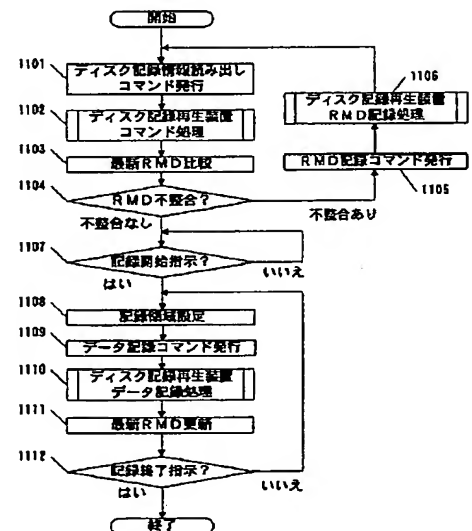 開始
1101
ディスク記録情報読み出し
コマンド発行
1102
ディスク記録再生装置
コマンド処理
1103
最新RMD比較
1104
RMD不整合？
不整合なし
不整合あり
1105
RMD記録コマンド発行
1106
ディスク記録再生装置
RMD記録処理
1107
記録開始指示？
はい
いいえ
1108
記録領域設定
1109
データ記録コマンド発行
1110
ディスク記録再生装置
データ記録処理
1111
最新RMD更新
1112
記録終了指示？
はい
いいえ
終了